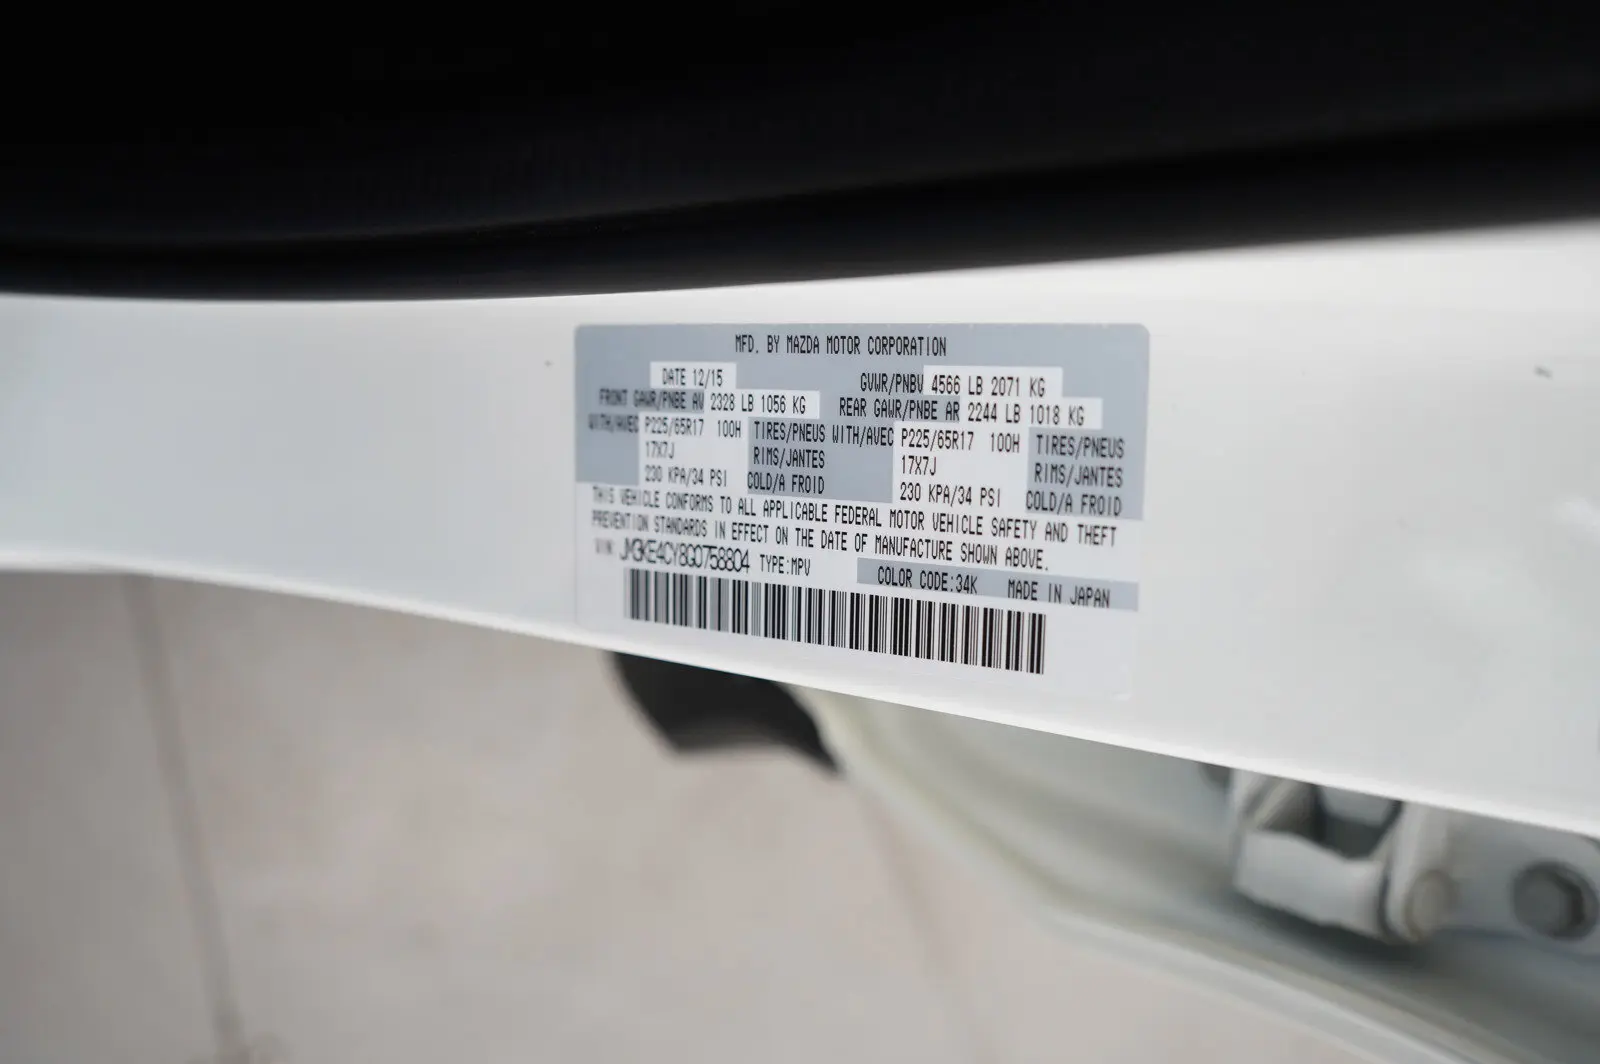 MFD. BY MAZDA MOTOR CORPORATION
DATE 12/15 GVWR/PNBV 4566 LB 2071 KG
FRONT GAWR/PNBE AV 2328 LB 1056 KG REAR GAWR/PNBE AR 2244 LB 1018 KG
WITH/AVEC P225/65R17 100H TIRES/PNEUS WITH/AVEC P225/65R17 100H TIRES/PNEUS
17X7J RIMS/JANTES 17X7J RIMS/JANTES
230 KPA/34 PSI COLD/A FROID 230 KPA/34 PSI COLD/A FROID
THIS VEHICLE CONFORMS TO ALL APPLICABLE FEDERAL MOTOR VEHICLE SAFETY AND THEFT
PREVENTION STANDARDS IN EFFECT ON THE DATE OF MANUFACTURE SHOWN ABOVE.
VIN: JM3KE4CY8G0758804 TYPE:MPV COLOR CODE:34K MADE IN JAPAN